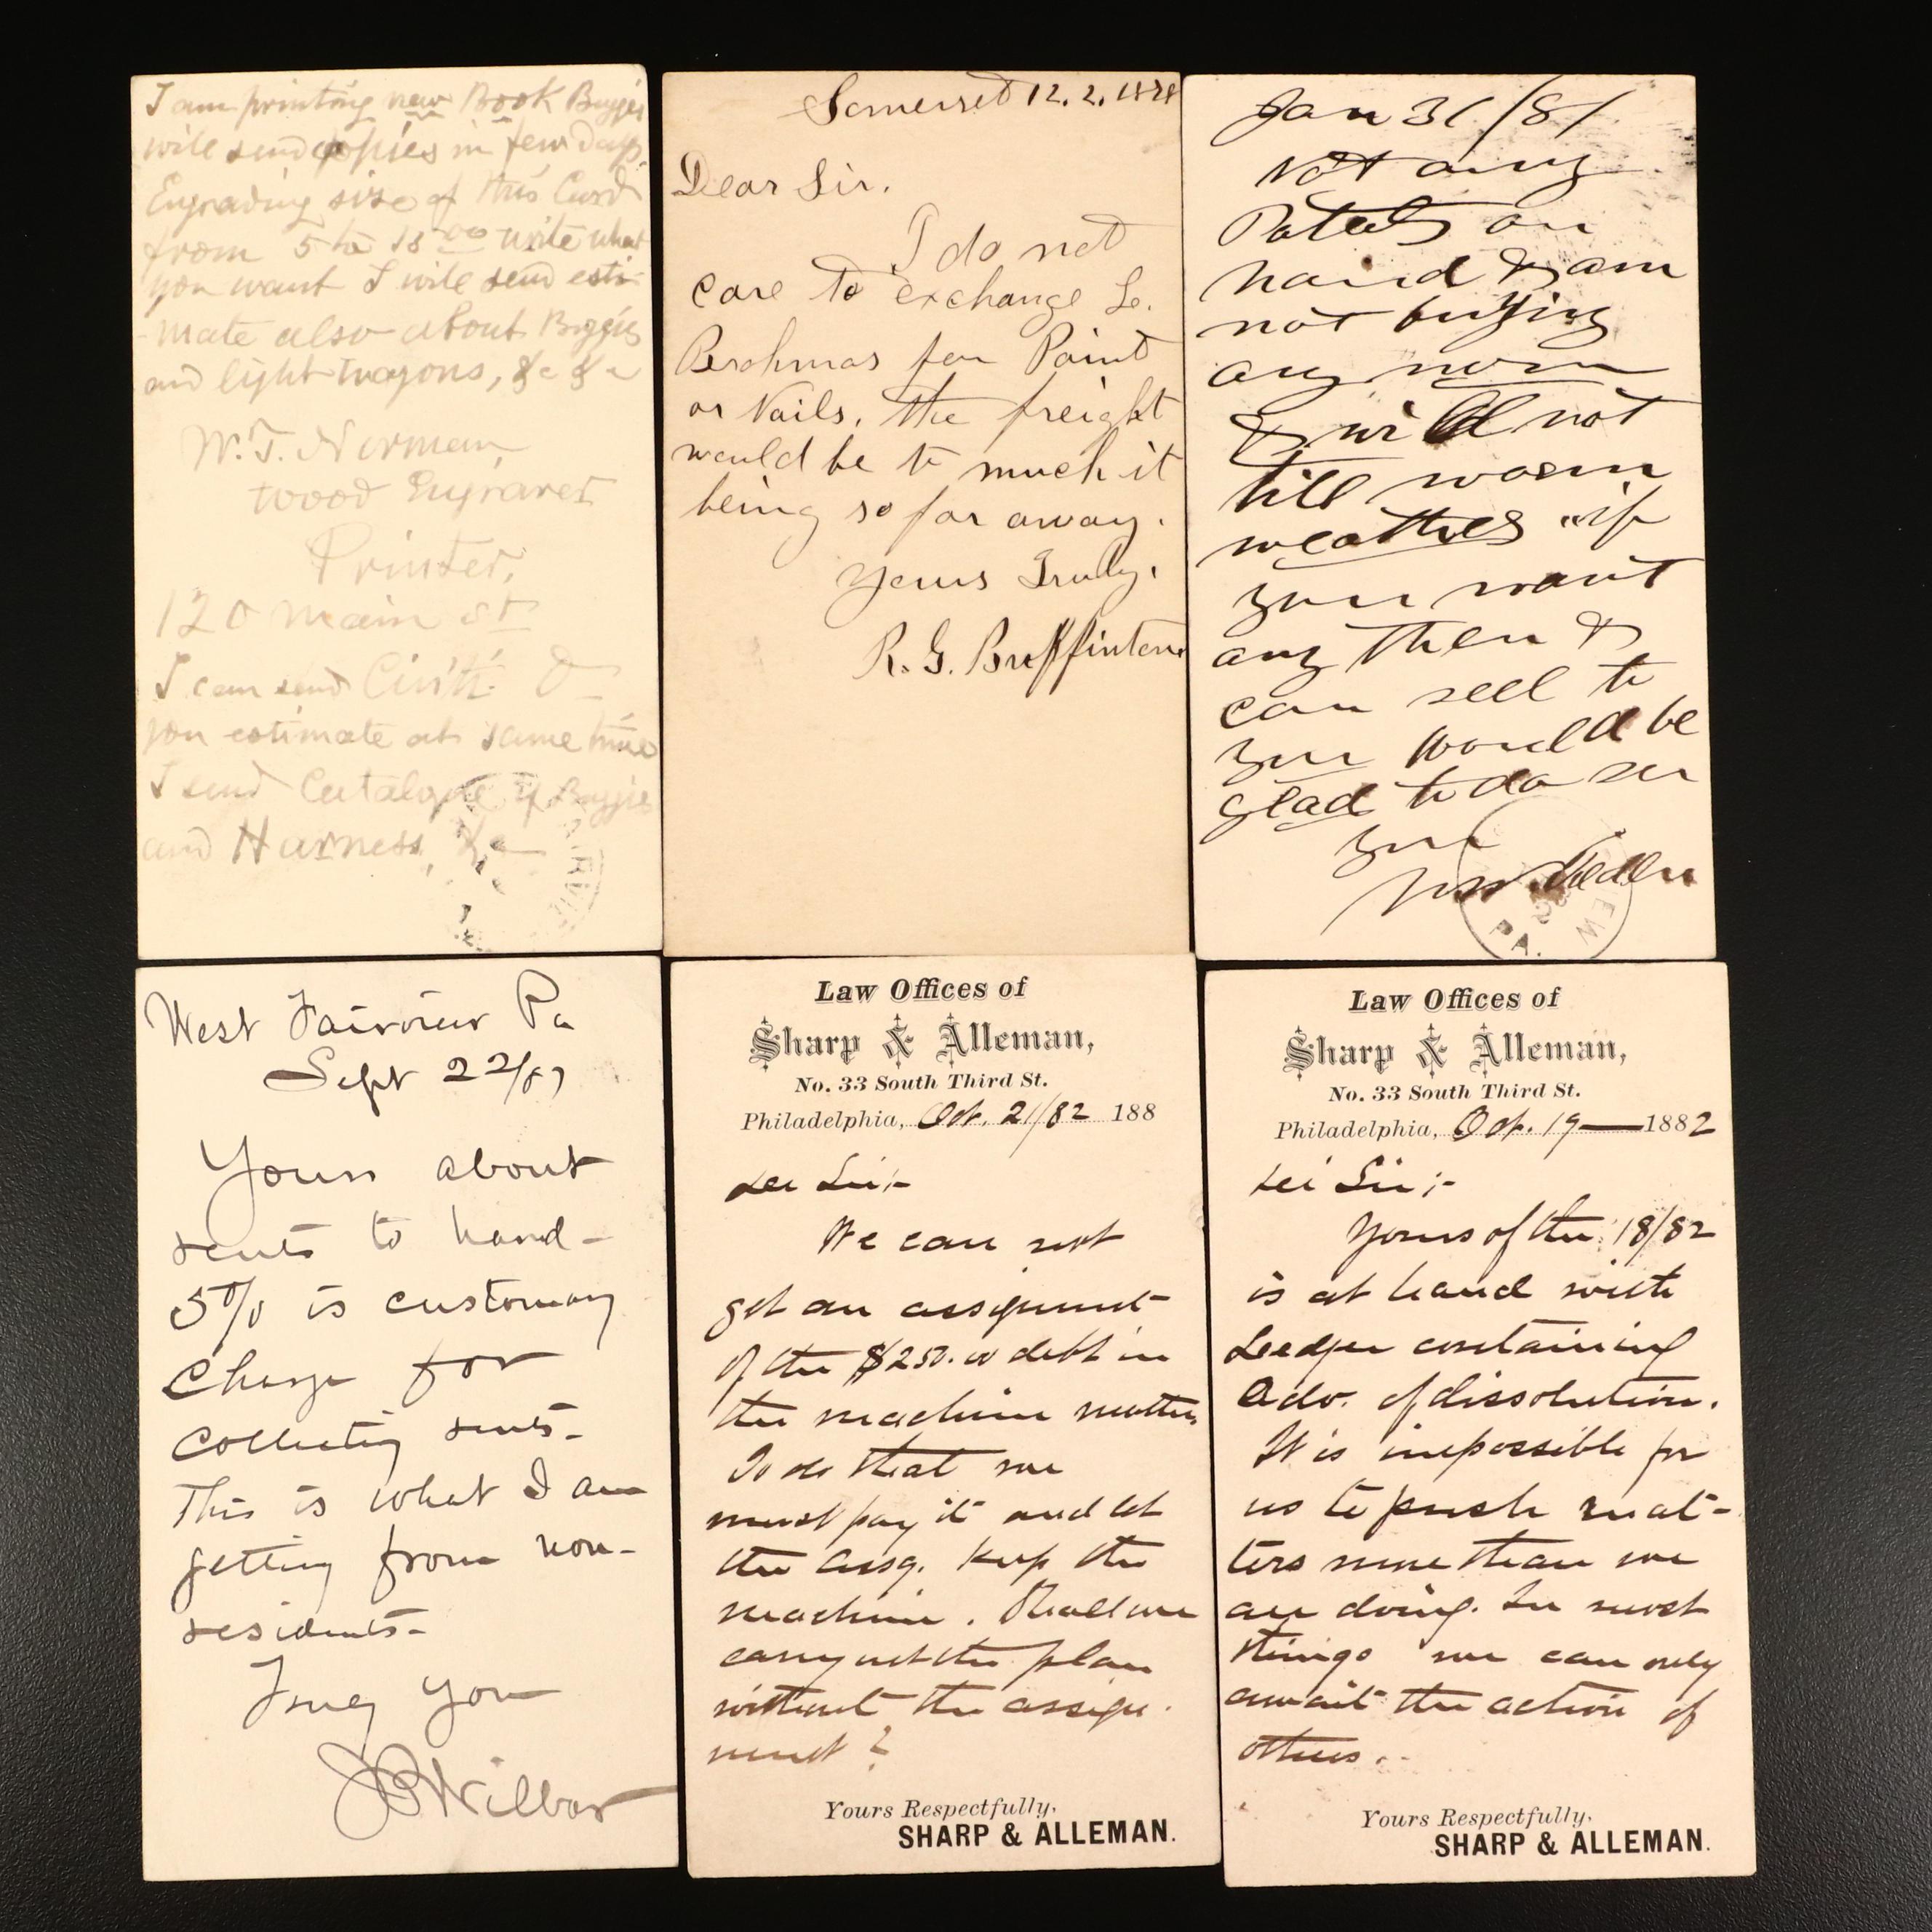 I am printing new Book Buggies
will send copies in few days
Engraving size of this Card
from 5 to 15 00 write what
you want I will send esti-
-mate also about Buggies
and light wagons, &c &c
W. T. Norman,
Wood Engraver
Printer,
120 Main St
I can send Cin'ti O
you estimate at same time
I send Catalogue of Buggies
and Harness, &c
Somerset 12. 2. 1878
Dear Sir.
I do not
care to exchange Le.
for Paint
or Nails. The freight
would be to much it
being so far away.
Yours Truly.
R. G. Buffinton
Jan 31 /81
Not any
on
hand & am
not buying
any now
& will not
till warm
weather if
you want
any then &
can sell to
you would be
glad to do so
EW
PA.
West Fairview Pa
Sept 22/87
Yours about
rents to hand -
5% is customary
Charge for
Collecting rents -
This is what I am
getting from non-
residents -
Truly Yours
Wilbar
Law Offices of
Sharp & Alleman,
No. 33 South Third St.
Philadelphia, Oct. 21/82 188
Dr Sir;-
We can not
get an assignment
of the $250.00 debt in
the machine matter.
To do that we
must pay it and let
the assg. keep the
machine. Shall we
carry out the plan
without the assign-
ment?
Yours Respectfully,
SHARP & ALLEMAN.
Law Offices of
Sharp & Alleman,
No. 33 South Third St.
Philadelphia, Oct. 19 — 1882
Dr Sir;-
Yours of the 18/82
is at hand with
Ledger containing
Adv. of dissolution.
It is impossible for
us to push mat-
ters more than we
are doing. In most
things we can only
await the action of
others.
Yours Respectfully,
SHARP & ALLEMAN.